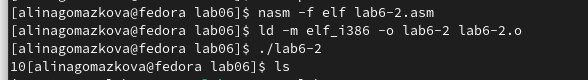 [alinagomazkova@fedora lab06]$ nasm -f elf lab6-2.asm
[alinagomazkova@fedora lab06]$ ld -m elf_i386 -o lab6-2 lab6-2.o
[alinagomazkova@fedora lab06]$ ./lab6-2
10[alinagomazkova@fedora lab06]$ ls